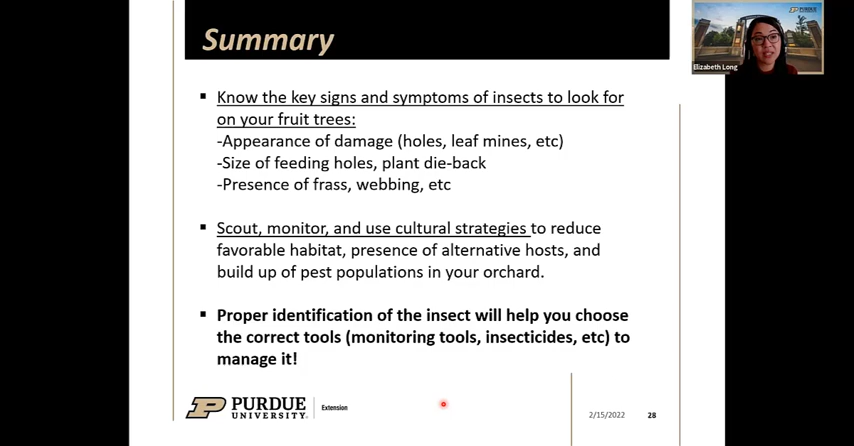 Summary
PURDUE
UNIVERSITY
Elizabeth Long
▪ Know the key signs and symptoms of insects to look for
on your fruit trees:
-Appearance of damage (holes, leaf mines, etc)
-Size of feeding holes, plant die-back
-Presence of frass, webbing, etc
▪ Scout, monitor, and use cultural strategies to reduce
favorable habitat, presence of alternative hosts, and
build up of pest populations in your orchard.
▪ Proper identification of the insect will help you choose
the correct tools (monitoring tools, insecticides, etc) to
manage it!
PURDUE
UNIVERSITY
Extension
2/15/2022 28